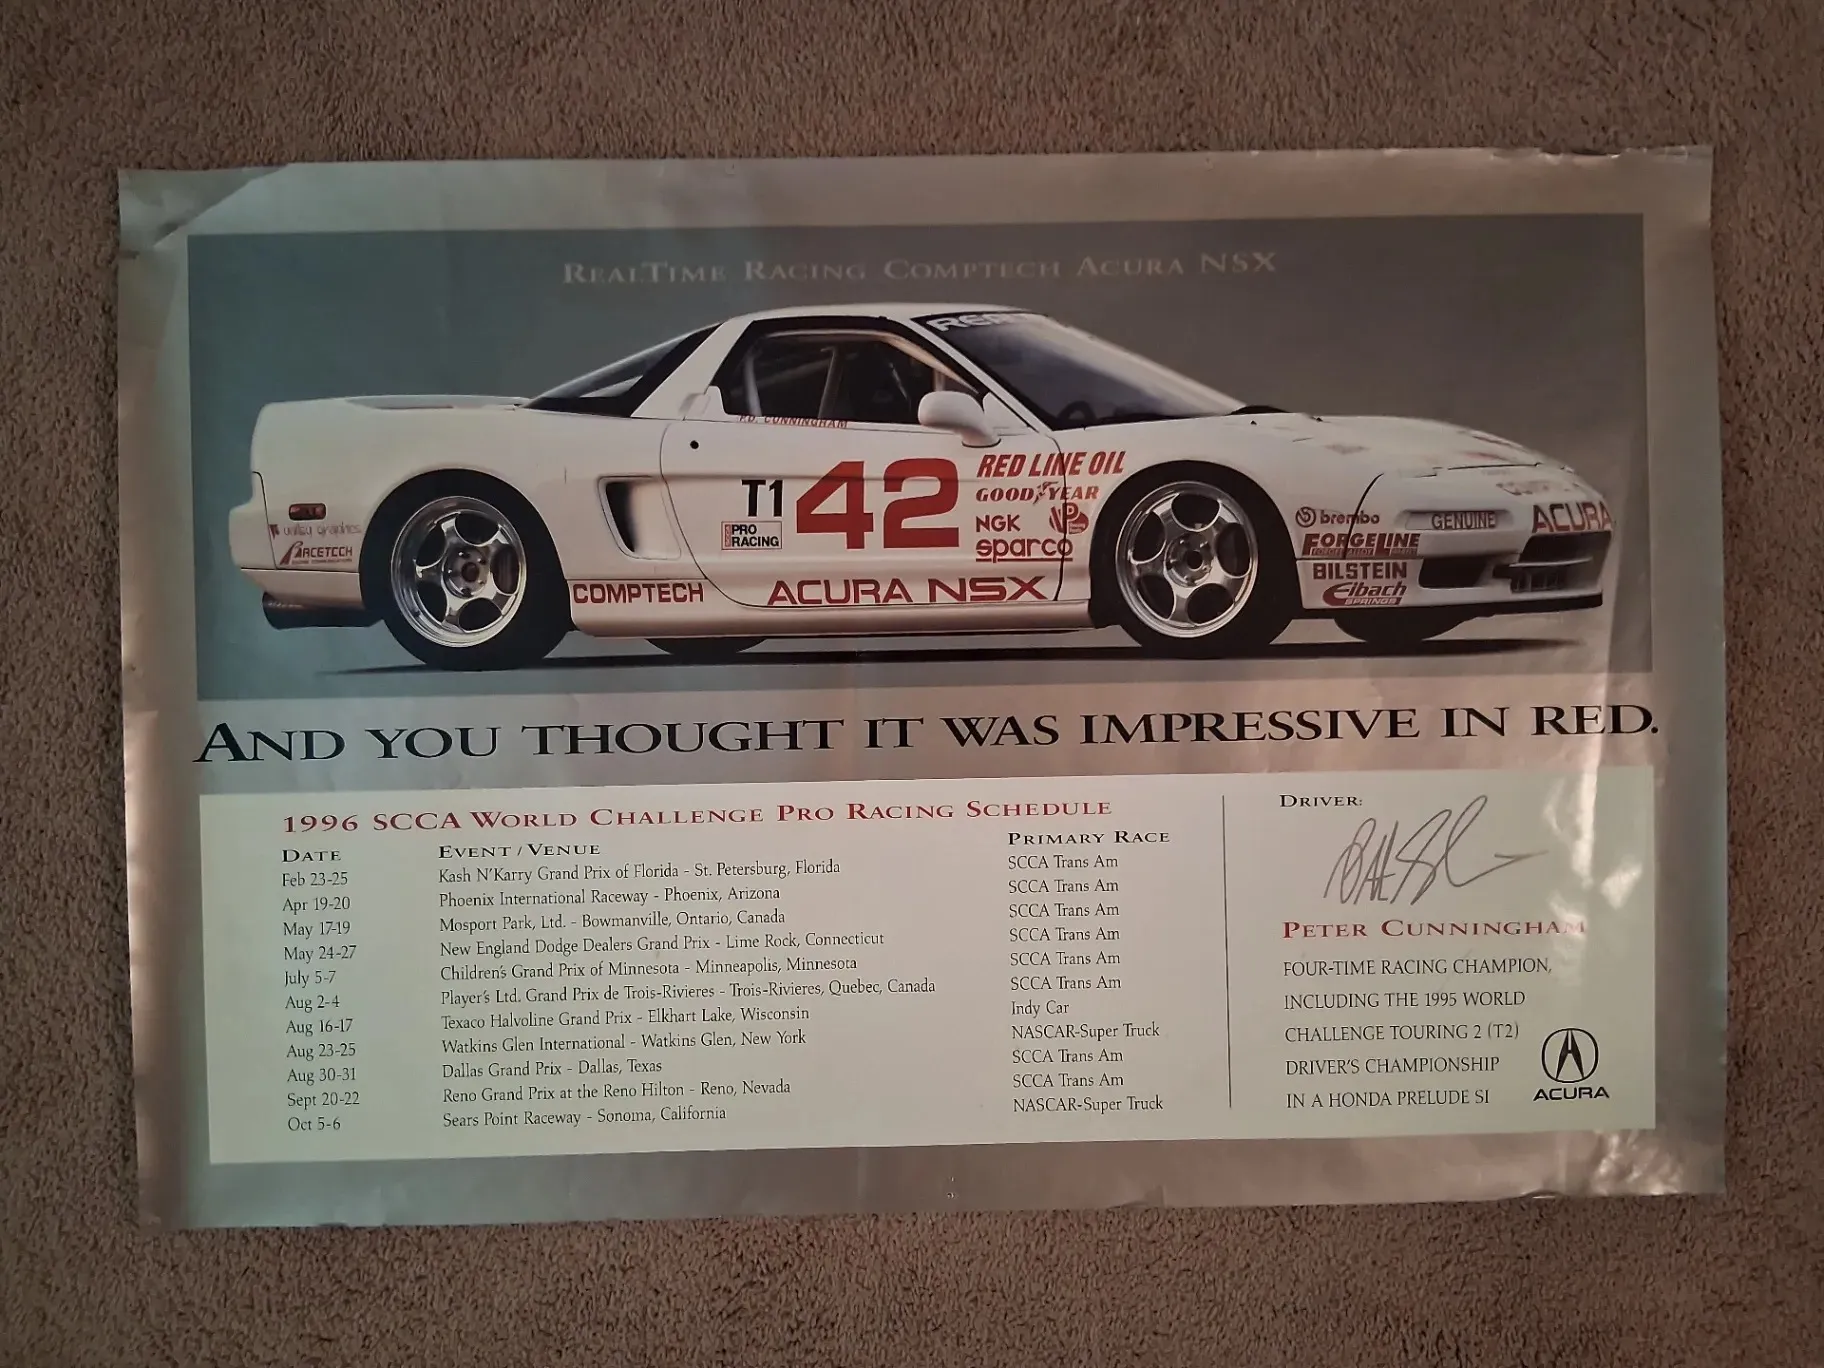 REALTIME RACING COMPTECH ACURA NSX
P.D. CUNNINGHAM
T1
42
PRO
RACING
RED LINE OIL
GOODYEAR
NGK
sparco
VP
valley graphics
RACETECH
COMPTECH
ACURA NSX
brembo
GENUINE
ACURA
FORGELINE
BILSTEIN
Eibach
SPRINGS
AND YOU THOUGHT IT WAS IMPRESSIVE IN RED.
1996 SCCA WORLD CHALLENGE PRO RACING SCHEDULE
DATE EVENT / VENUE PRIMARY RACE
Feb 23-25 Kash N'Karry Grand Prix of Florida - St. Petersburg, Florida SCCA Trans Am
Apr 19-20 Phoenix International Raceway - Phoenix, Arizona SCCA Trans Am
May 17-19 Mosport Park, Ltd. - Bowmanville, Ontario, Canada SCCA Trans Am
May 24-27 New England Dodge Dealers Grand Prix - Lime Rock, Connecticut SCCA Trans Am
July 5-7 Children's Grand Prix of Minnesota - Minneapolis, Minnesota SCCA Trans Am
Aug 2-4 Player's Ltd. Grand Prix de Trois-Rivieres - Trois-Rivieres, Quebec, Canada SCCA Trans Am
Aug 16-17 Texaco Halvoline Grand Prix - Elkhart Lake, Wisconsin Indy Car
Aug 23-25 Watkins Glen International - Watkins Glen, New York NASCAR-Super Truck
Aug 30-31 Dallas Grand Prix - Dallas, Texas SCCA Trans Am
Sept 20-22 Reno Grand Prix at the Reno Hilton - Reno, Nevada SCCA Trans Am
Oct 5-6 Sears Point Raceway - Sonoma, California NASCAR-Super Truck
DRIVER:
PETER CUNNINGHAM
FOUR-TIME RACING CHAMPION,
INCLUDING THE 1995 WORLD
CHALLENGE TOURING 2 (T2)
DRIVER'S CHAMPIONSHIP
IN A HONDA PRELUDE SI
ACURA